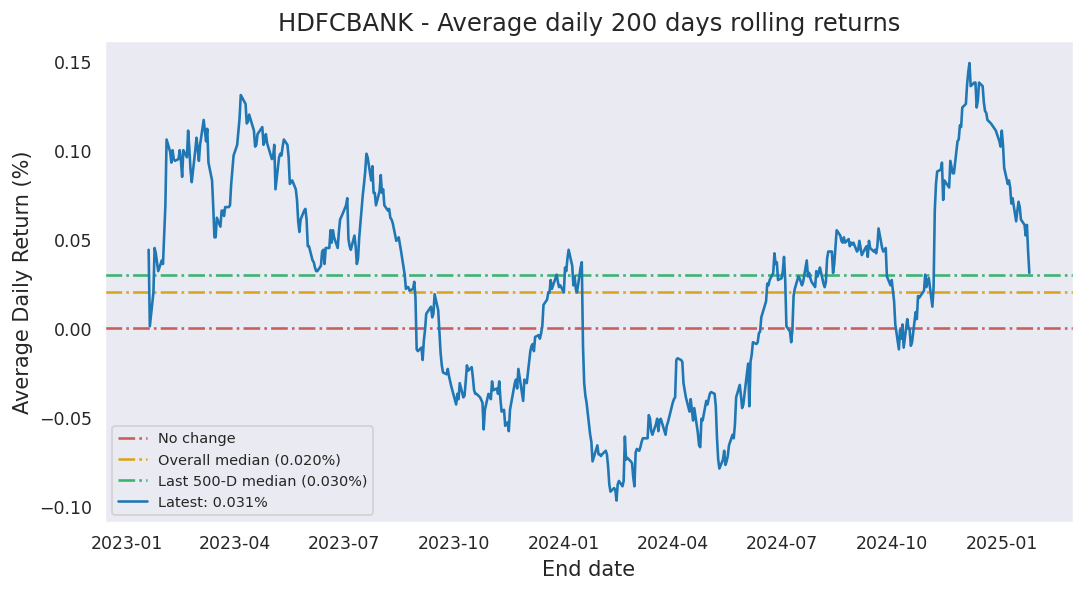 HDFCBANK - Average daily 200 days rolling returns
Average Daily Return (%)
0.15
0.10
0.05
0.00
−0.05
−0.10
No change
Overall median (0.020%)
Last 500-D median (0.030%)
Latest: 0.031%
2023-01 2023-04 2023-07 2023-10 2024-01 2024-04 2024-07 2024-10 2025-01
End date